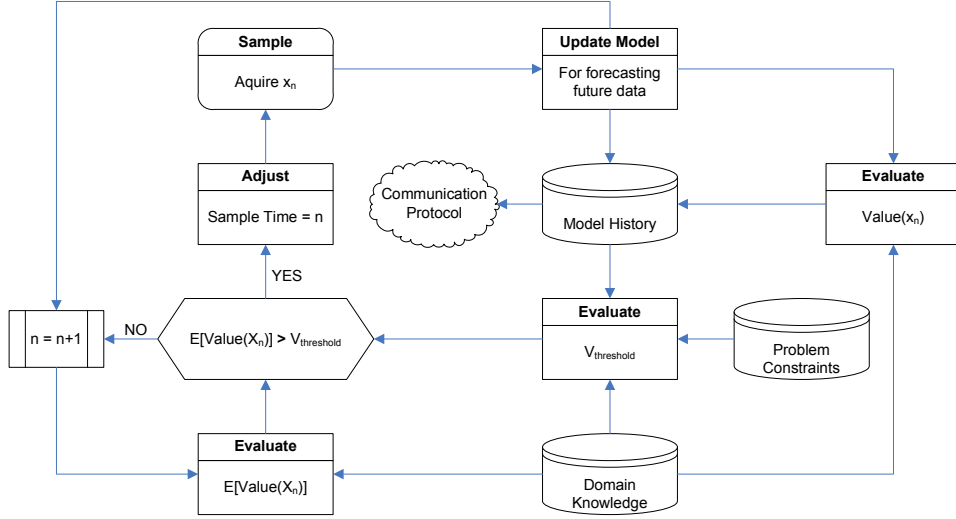 Sample
Aquire xn
Update Model
For forecasting
future data
Adjust
Sample Time = n
Communication
Protocol
Model History
Evaluate
Value(xn)
YES
n = n+1
NO
E[Value(Xn)] > Vthreshold
Evaluate
Vthreshold
Problem
Constraints
Evaluate
E[Value(Xn)]
Domain
Knowledge